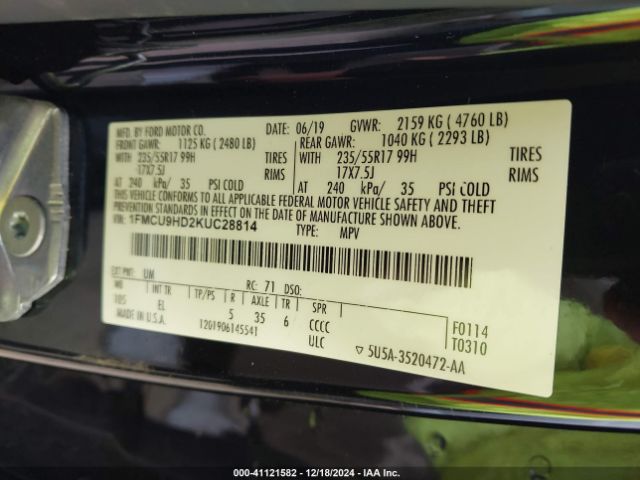 MFD. BY FORD MOTOR CO. DATE: 06/19 GVWR: 2159 KG ( 4760 LB)
FRONT GAWR: 1125 KG ( 2480 LB) REAR GAWR: 1040 KG ( 2293 LB)
WITH 235/55R17 99H TIRES WITH 235/55R17 99H TIRES
17X7.5J RIMS 17X7.5J RIMS
AT 240 kPa/ 35 PSI COLD AT 240 kPa/ 35 PSI COLD
THIS VEHICLE CONFORMS TO ALL APPLICABLE FEDERAL MOTOR VEHICLE SAFETY AND THEFT
PREVENTION STANDARDS IN EFFECT ON THE DATE OF MANUFACTURE SHOWN ABOVE.
VIN: 1FMCU9HD2KUC28814 TYPE: MPV
EXT PNT: UM RC: 71 DSO:
WB INT TR TP/PS R AXLE TR SPR
105 EL 5 35 6 CCCC F0114
MADE IN U.S.A. 1201906145541 ULC T0310
5U5A-3520472-AA
000-41121582 - 12/18/2024 - IAA Inc.